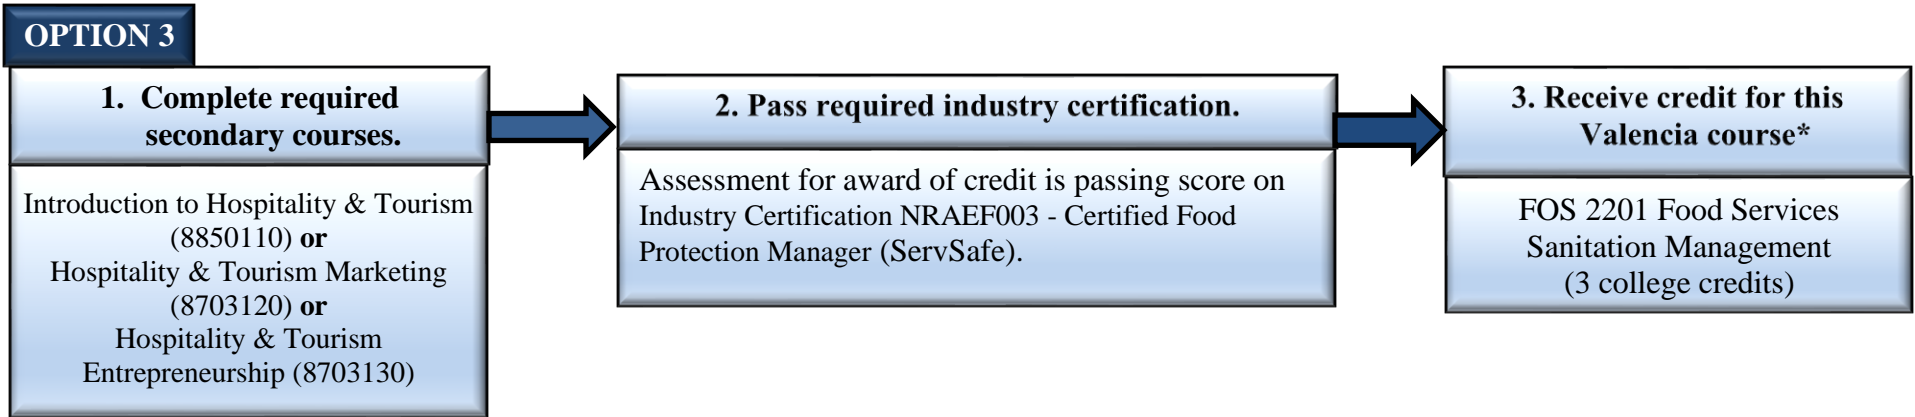 OPTION 3
1. Complete required
secondary courses.
Introduction to Hospitality & Tourism
(8850110) or
Hospitality & Tourism Marketing
(8703120) or
Hospitality & Tourism
Entrepreneurship (8703130)
2. Pass required industry certification.
Assessment for award of credit is passing score on
Industry Certification NRAEF003 - Certified Food
Protection Manager (ServSafe).
3. Receive credit for this
Valencia course*
FOS 2201 Food Services
Sanitation Management
(3 college credits)